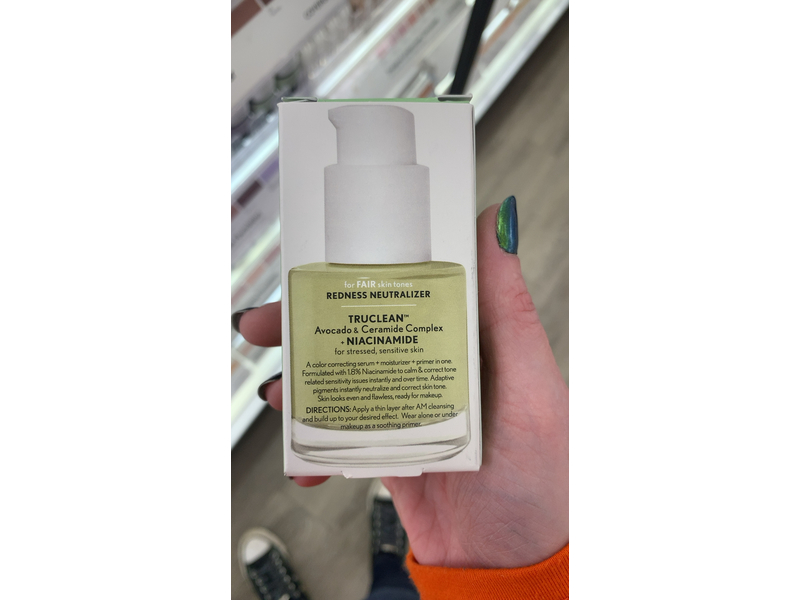 for FAIR skin tones
REDNESS NEUTRALIZER
TRUCLEAN™
Avocado & Ceramide Complex
+ NIACINAMIDE
for stressed, sensitive skin
A color correcting serum + moisturizer + primer in one.
Formulated with 1.8% Niacinamide to calm & correct tone
related sensitivity issues instantly and over time. Adaptive
pigments instantly neutralize and correct skin tone.
Skin looks even and flawless, ready for makeup.
DIRECTIONS: Apply a thin layer after AM cleansing
and build up to your desired effect. Wear alone or under
makeup as a soothing primer.